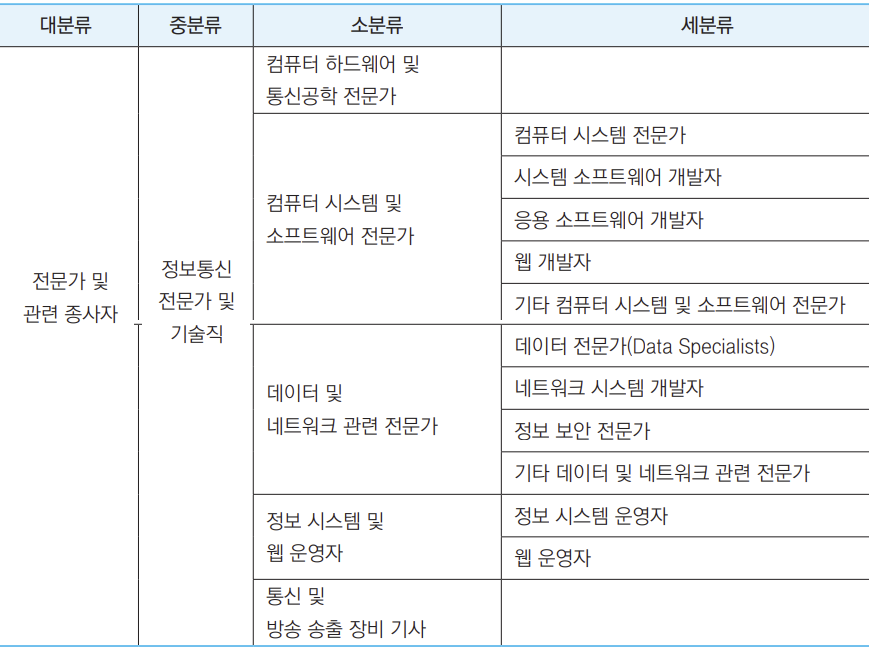 대분류 중분류 소분류 세분류
전문가 및
관련 종사자
정보통신
전문가 및
기술직
컴퓨터 하드웨어 및
통신공학 전문가
컴퓨터 시스템 및
소프트웨어 전문가
컴퓨터 시스템 전문가
시스템 소프트웨어 개발자
응용 소프트웨어 개발자
웹 개발자
기타 컴퓨터 시스템 및 소프트웨어 전문가
데이터 및
네트워크 관련 전문가
데이터 전문가(Data Specialists)
네트워크 시스템 개발자
정보 보안 전문가
기타 데이터 및 네트워크 관련 전문가
정보 시스템 및
웹 운영자
정보 시스템 운영자
웹 운영자
통신 및
방송 송출 장비 기사